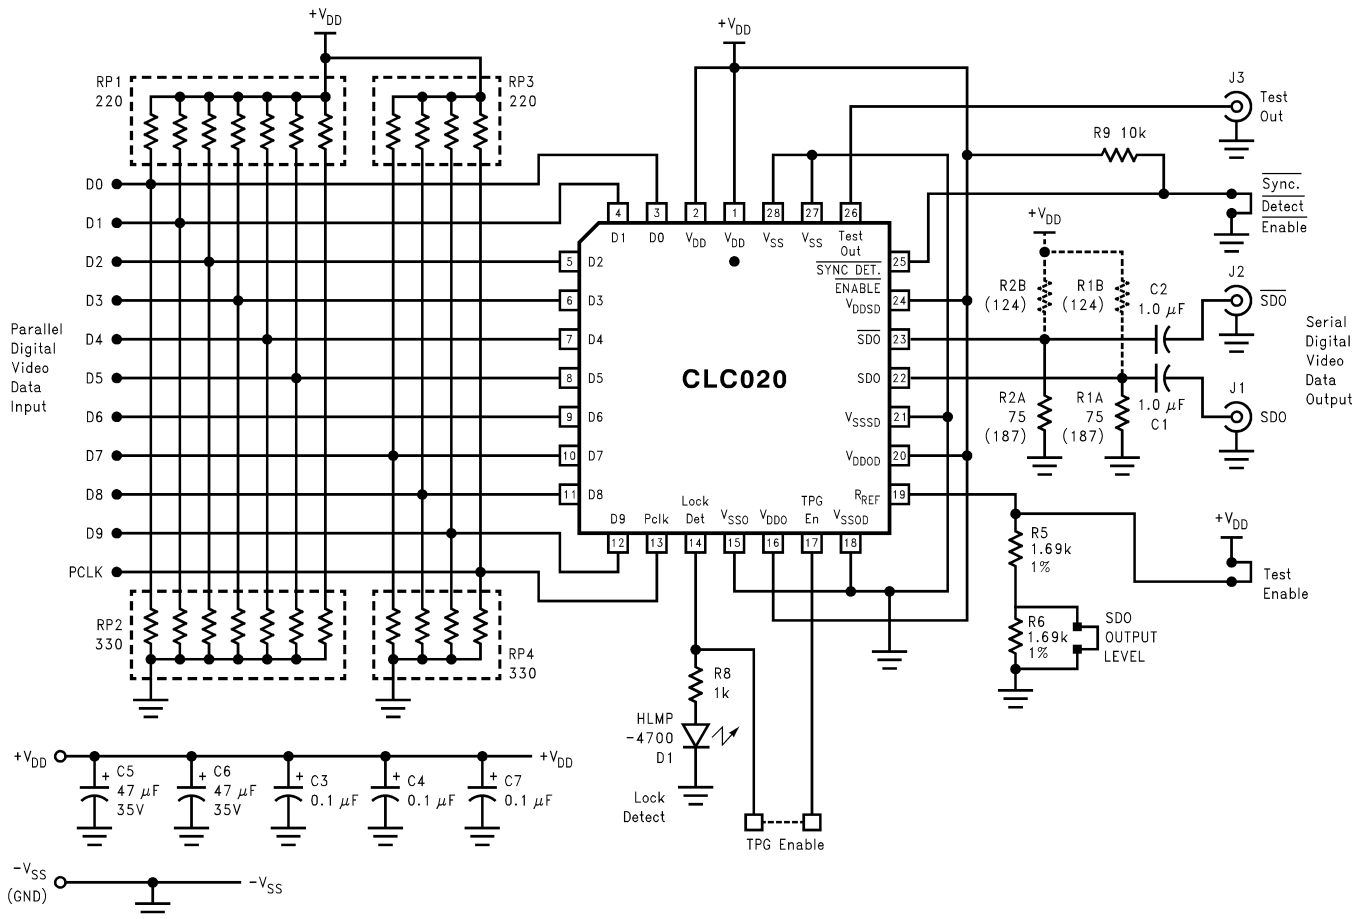 +VDD
RP1
220
RP3
220
D0
D1
D2
D3
D4
D5
D6
D7
D8
D9
PCLK
Parallel
Digital
Video
Data
Input
RP2
330
RP4
330
+VDD
4
3
2
1
28
27
26
D1
D0
VDD
VDD
VSS
VSS
Test
Out
5
D2
6
D3
7
D4
8
D5
9
D6
10
D7
11
D8
CLC020
SYNC DET.
ENABLE
25
VDDSD
24
SDO
23
SDO
22
VSSSD
21
VDDOD
20
RREF
19
D9
Pclk
Lock
Det
VSSO
VDDO
TPG
En
VSSOD
12
13
14
15
16
17
18
J3
Test
Out
R9 10k
Sync.
Detect
Enable
+VDD
R2B
(124)
R1B
(124)
C2
1.0 µF
J2
SDO
Serial
Digital
Video
Data
Output
R2A
75
(187)
R1A
75
(187)
1.0 µF
C1
J1
SDO
+VDD
R5
1.69k
1%
Test
Enable
R6
1.69k
1%
SDO
OUTPUT
LEVEL
R8
1k
HLMP
-4700
D1
Lock
Detect
TPG Enable
+VDD
C5
47 µF
35V
+
C6
47 µF
35V
+
C3
0.1 µF
+
C4
0.1 µF
+
C7
0.1 µF
+
+VDD
-VSS
(GND)
-VSS